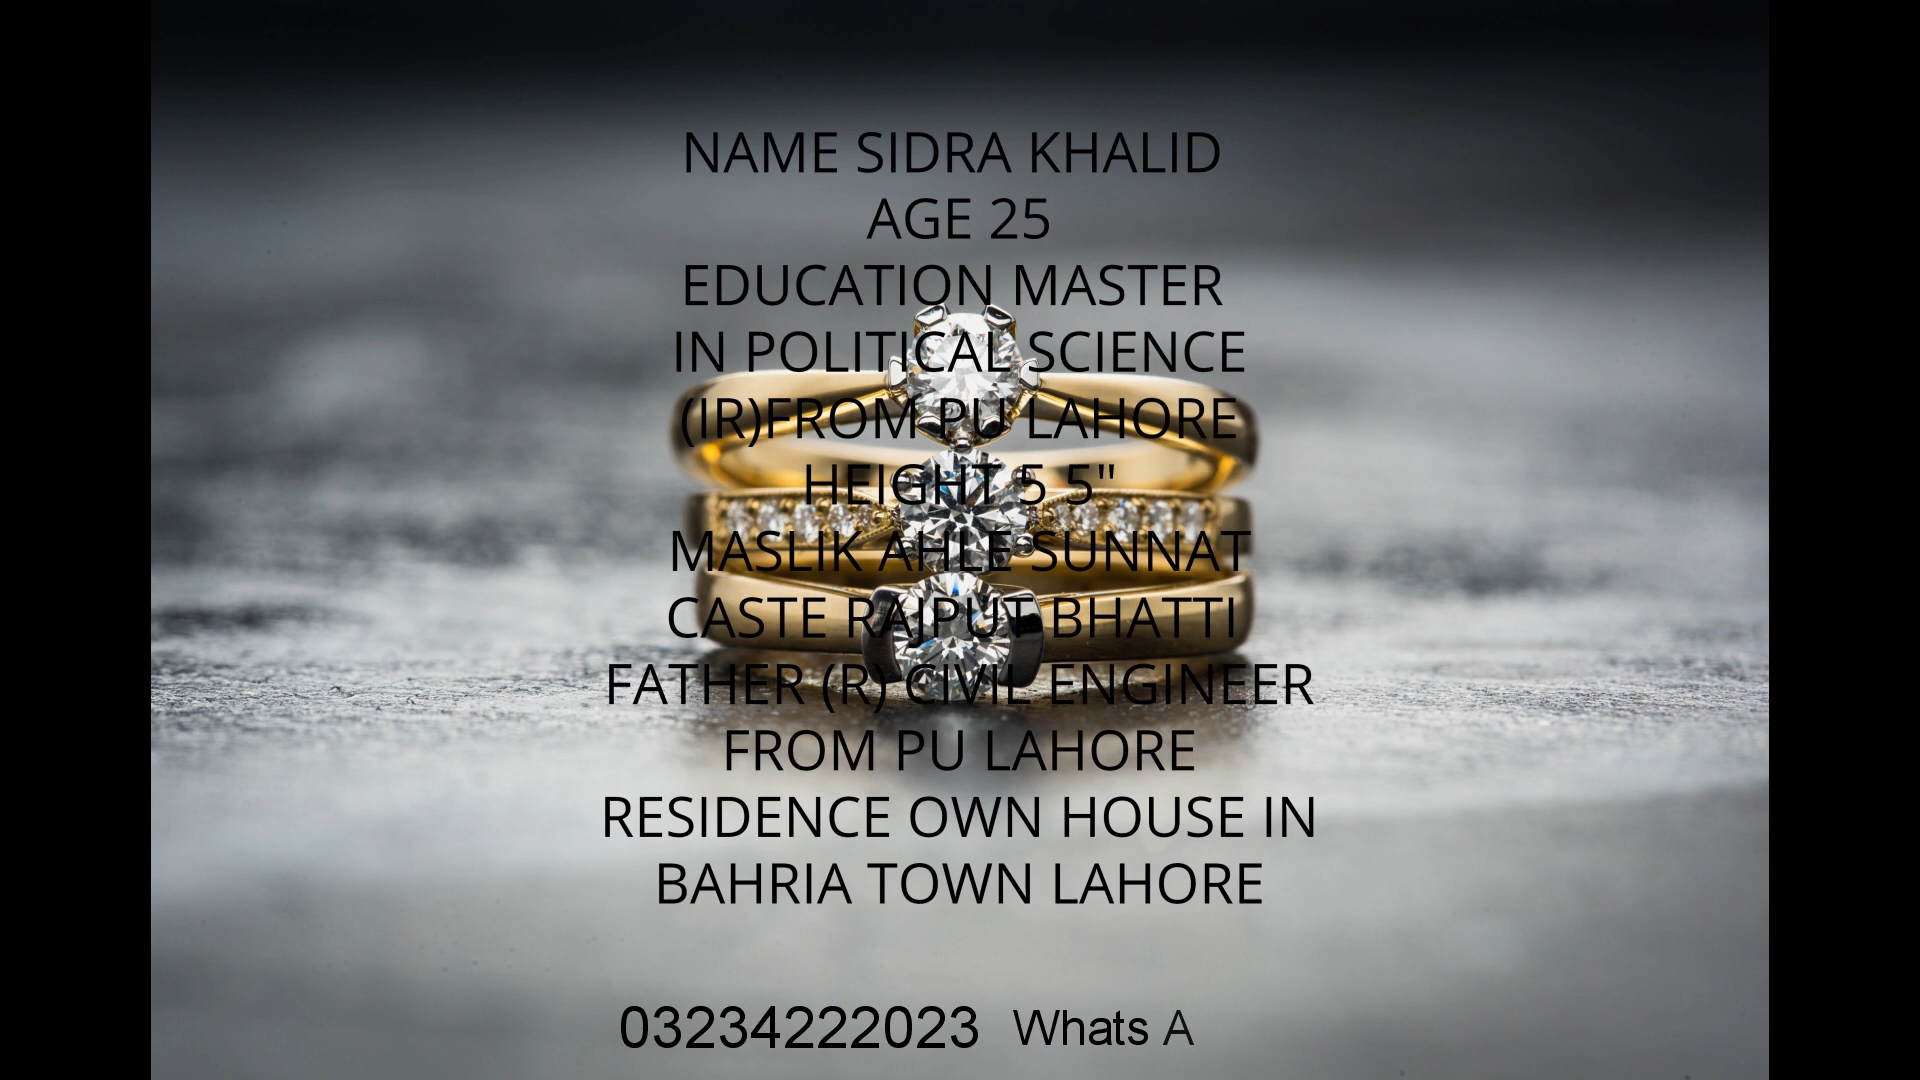 NAME SIDRA KHALID
AGE 25
EDUCATION MASTER
IN POLITICAL SCIENCE
(IR)FROM PU LAHORE
HEIGHT 5 5"
MASLIK AHLE SUNNAT
CASTE RAJPUT BHATTI
FATHER (R) CIVIL ENGINEER
FROM PU LAHORE
RESIDENCE OWN HOUSE IN
BAHRIA TOWN LAHORE
03234222023 Whats A